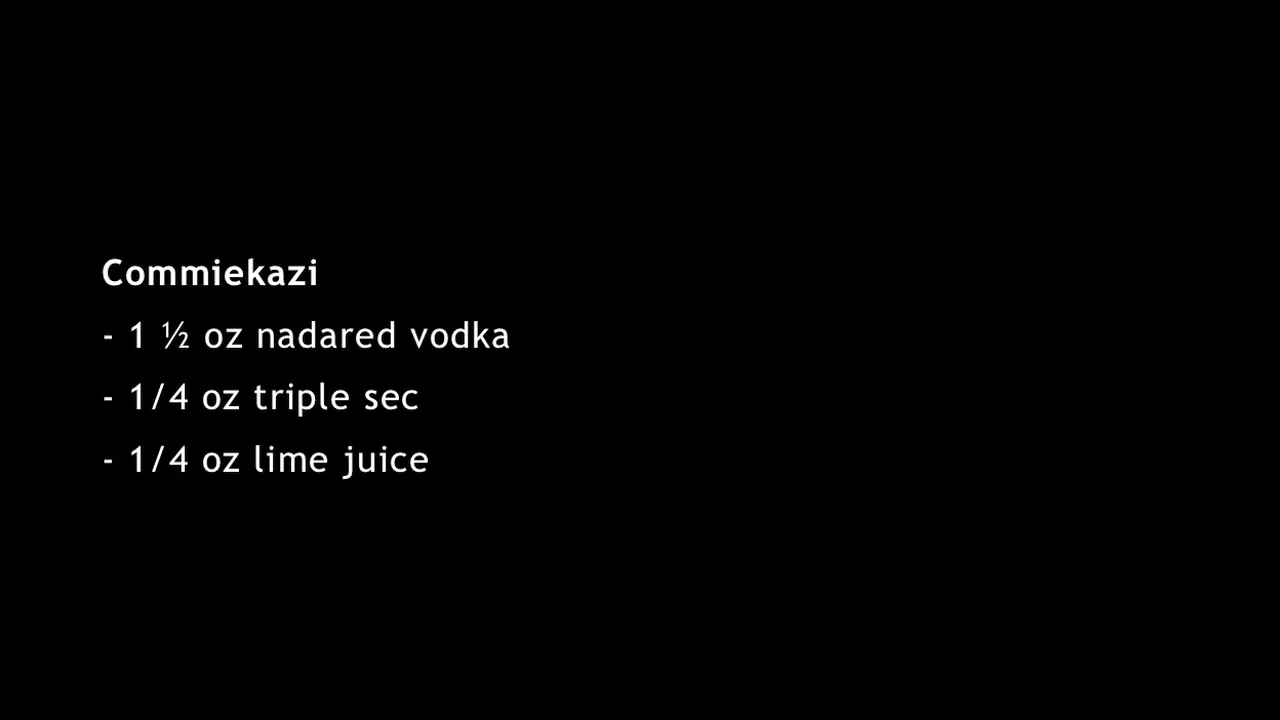 Commiekazi
- 1 ½ oz nadared vodka
- 1/4 oz triple sec
- 1/4 oz lime juice